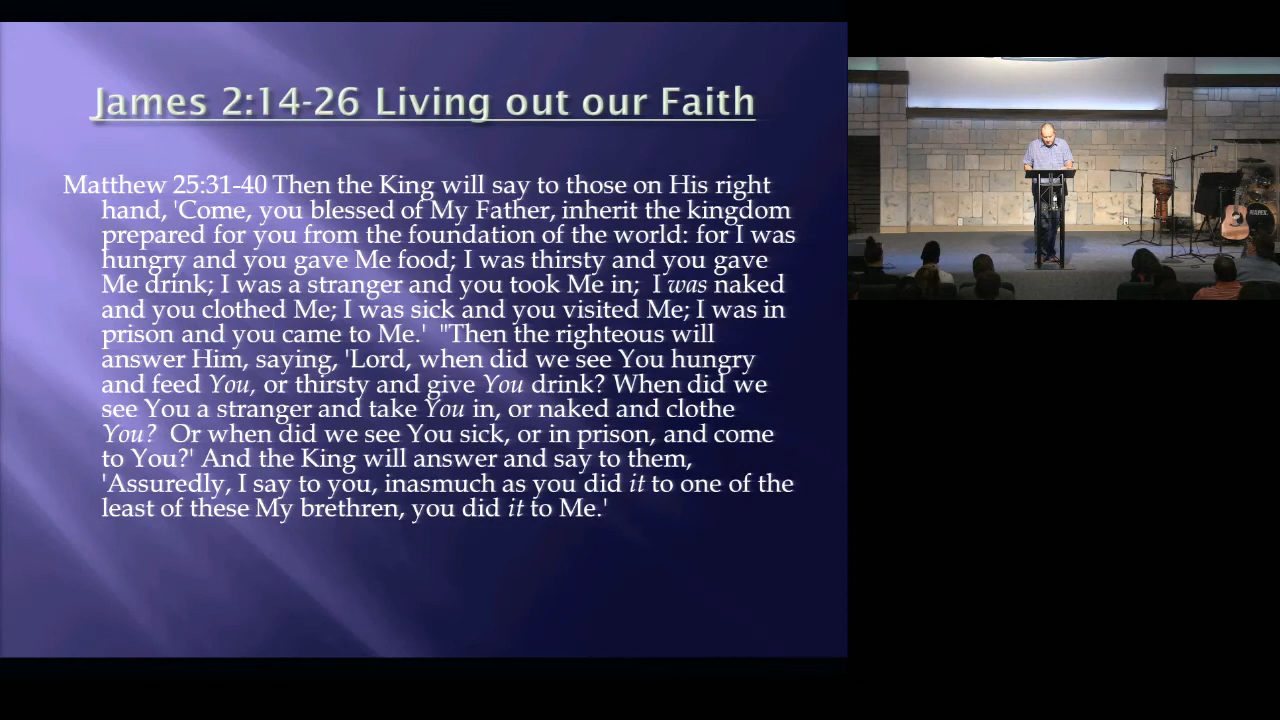 James 2:14-26 Living out our Faith
Matthew 25:31-40 Then the King will say to those on His right
hand, 'Come, you blessed of My Father, inherit the kingdom
prepared for you from the foundation of the world: for I was
hungry and you gave Me food; I was thirsty and you gave
Me drink; I was a stranger and you took Me in;  I was naked
and you clothed Me; I was sick and you visited Me; I was in
prison and you came to Me.'  "Then the righteous will
answer Him, saying, 'Lord, when did we see You hungry
and feed You, or thirsty and give You drink? When did we
see You a stranger and take You in, or naked and clothe
You?  Or when did we see You sick, or in prison, and come
to You?' And the King will answer and say to them,
'Assuredly, I say to you, inasmuch as you did it to one of the
least of these My brethren, you did it to Me.'